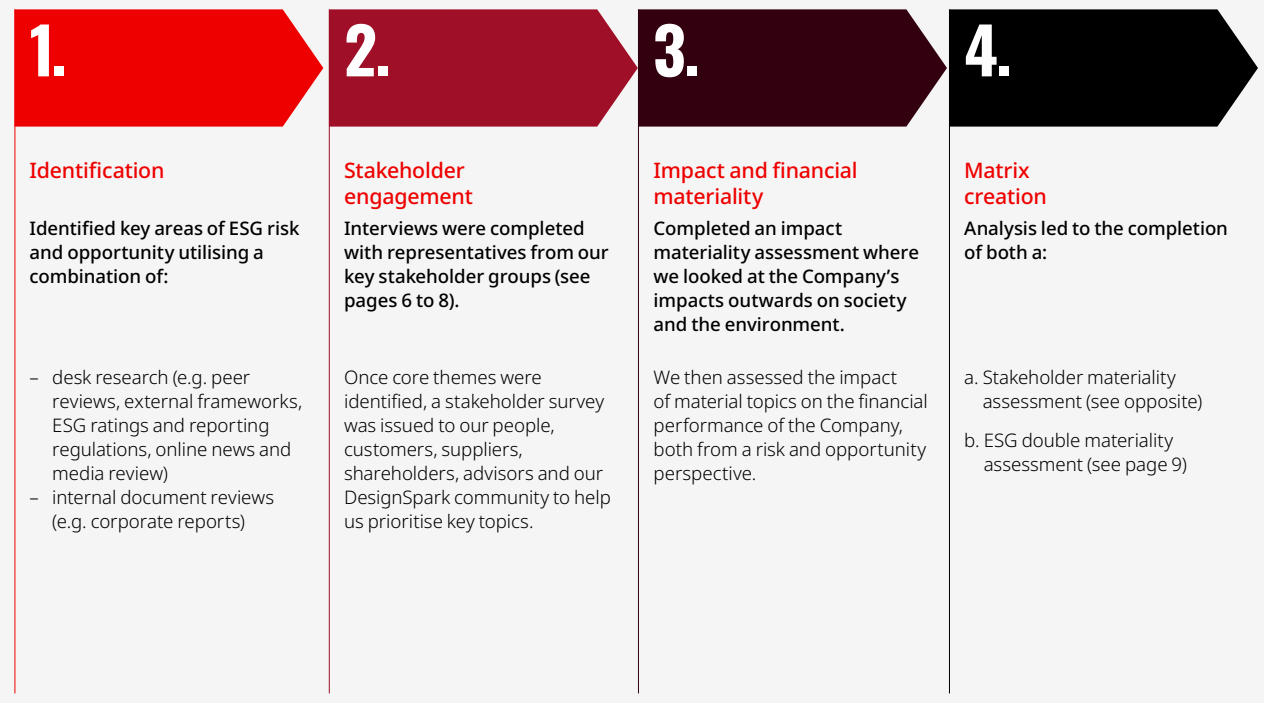 1.
Identification
Identified key areas of ESG risk
and opportunity utilising a
combination of:
– desk research (e.g. peer
reviews, external frameworks,
ESG ratings and reporting
regulations, online news and
media review)
– internal document reviews
(e.g. corporate reports)
2.
Stakeholder
engagement
Interviews were completed
with representatives from our
key stakeholder groups (see
pages 6 to 8).
Once core themes were
identified, a stakeholder survey
was issued to our people,
customers, suppliers,
shareholders, advisors and our
DesignSpark community to help
us prioritise key topics.
3.
Impact and financial
materiality
Completed an impact
materiality assessment where
we looked at the Company’s
impacts outwards on society
and the environment.
We then assessed the impact
of material topics on the financial
performance of the Company,
both from a risk and opportunity
perspective.
4.
Matrix
creation
Analysis led to the completion
of both a:
a. Stakeholder materiality
assessment (see opposite)
b. ESG double materiality
assessment (see page 9)